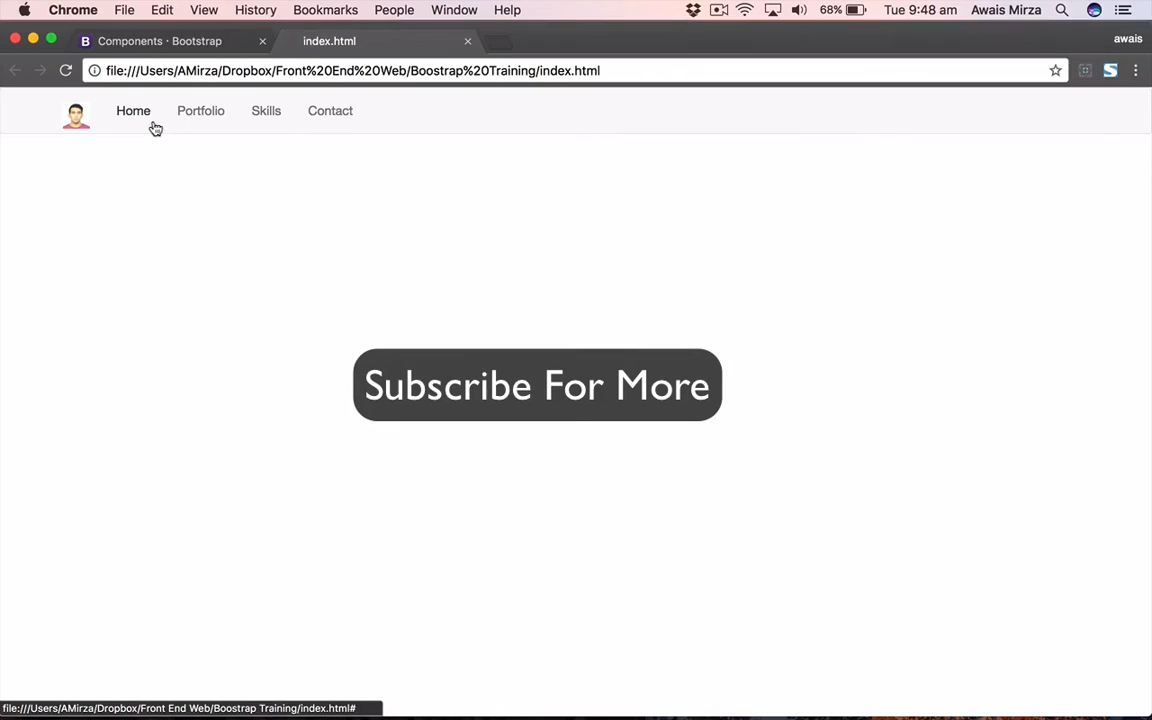 Chrome File Edit View History Bookmarks People Window Help 68% Tue 9:48 am Awais Mirza
B Components · Bootstrap index.html awais
file:///Users/AMirza/Dropbox/Front%20End%20Web/Boostrap%20Training/index.html S
Home Portfolio Skills Contact
Subscribe For More
file:///Users/AMirza/Dropbox/Front End Web/Boostrap Training/index.html#